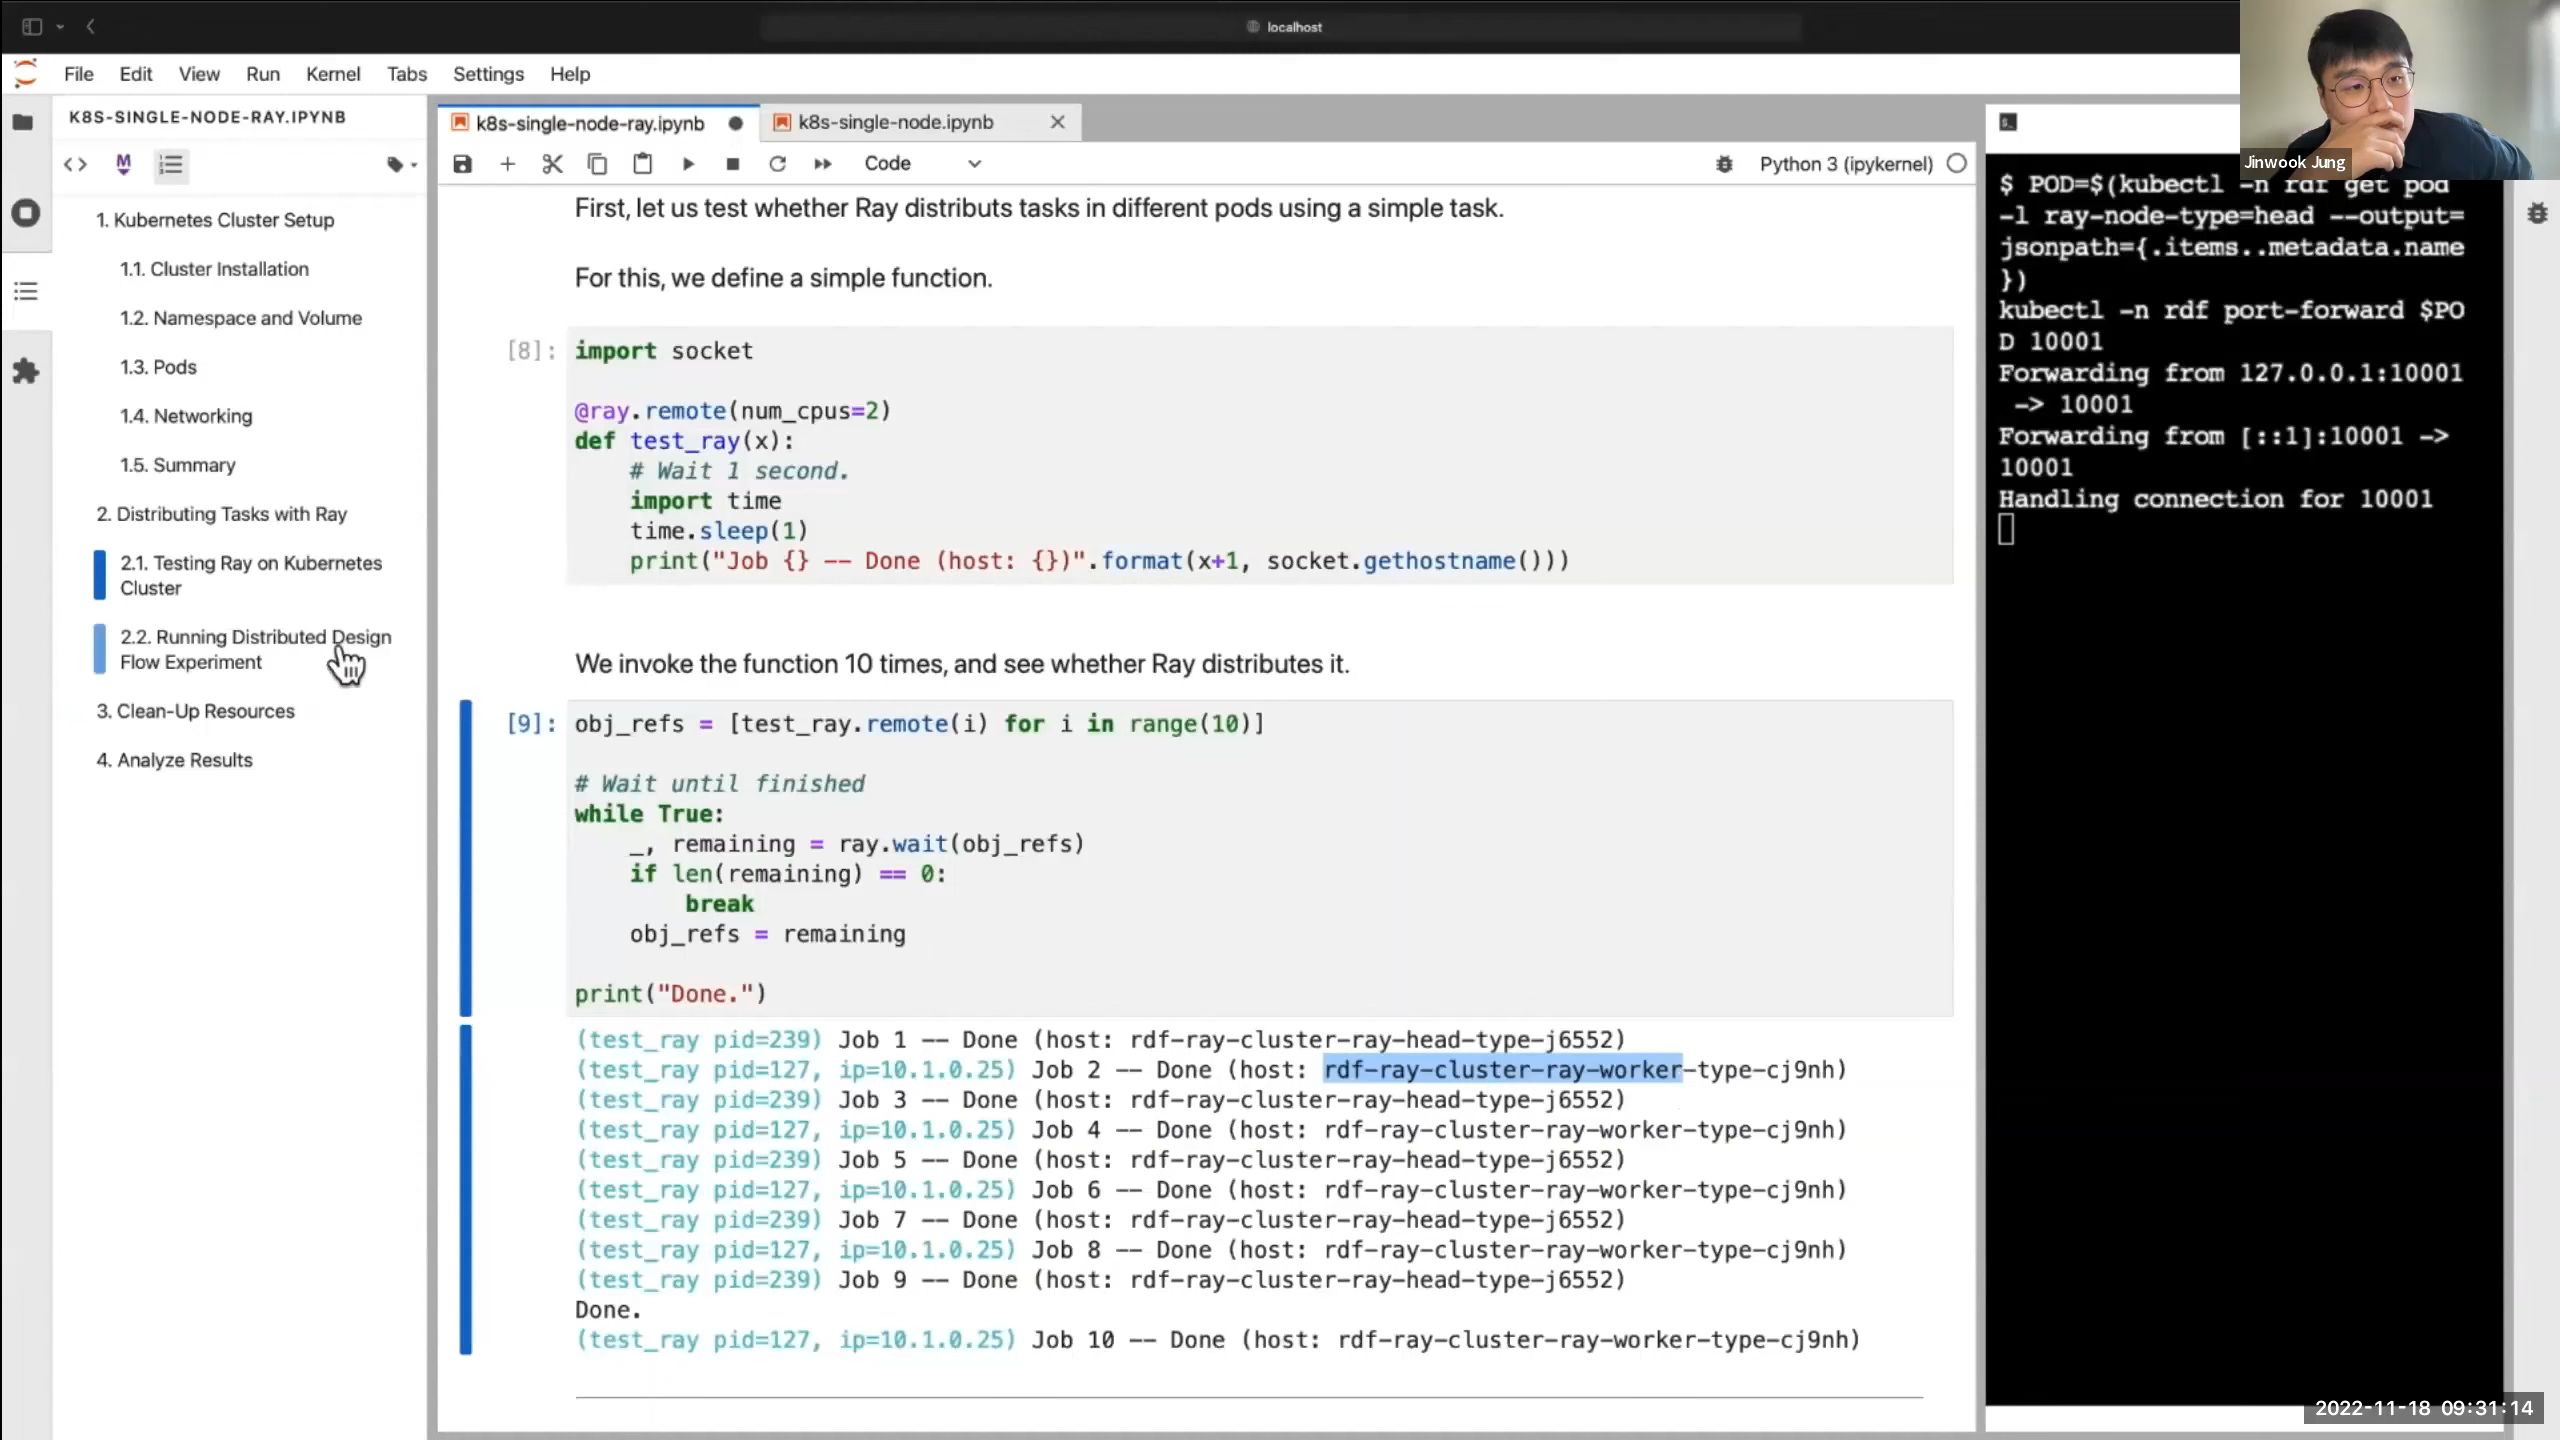 localhost
File Edit View Run Kernel Tabs Settings Help
K8S-SINGLE-NODE-RAY.IPYNB
1. Kubernetes Cluster Setup
1.1. Cluster Installation
1.2. Namespace and Volume
1.3. Pods
1.4. Networking
1.5. Summary
2. Distributing Tasks with Ray
2.1. Testing Ray on Kubernetes
Cluster
2.2. Running Distributed Design
Flow Experiment
3. Clean-Up Resources
4. Analyze Results
k8s-single-node-ray.ipynb
k8s-single-node.ipynb
Code
Python 3 (ipykernel)
First, let us test whether Ray distributs tasks in different pods using a simple task.
For this, we define a simple function.
[8]: import socket
@ray.remote(num_cpus=2)
def test_ray(x):
# Wait 1 second.
import time
time.sleep(1)
print("Job {} -- Done (host: {})".format(x+1, socket.gethostname()))
We invoke the function 10 times, and see whether Ray distributes it.
[9]: obj_refs = [test_ray.remote(i) for i in range(10)]
# Wait until finished
while True:
_, remaining = ray.wait(obj_refs)
if len(remaining) == 0:
break
obj_refs = remaining
print("Done.")
(test_ray pid=239) Job 1 -- Done (host: rdf-ray-cluster-ray-head-type-j6552)
(test_ray pid=127, ip=10.1.0.25) Job 2 -- Done (host: rdf-ray-cluster-ray-worker-type-cj9nh)
(test_ray pid=239) Job 3 -- Done (host: rdf-ray-cluster-ray-head-type-j6552)
(test_ray pid=127, ip=10.1.0.25) Job 4 -- Done (host: rdf-ray-cluster-ray-worker-type-cj9nh)
(test_ray pid=239) Job 5 -- Done (host: rdf-ray-cluster-ray-head-type-j6552)
(test_ray pid=127, ip=10.1.0.25) Job 6 -- Done (host: rdf-ray-cluster-ray-worker-type-cj9nh)
(test_ray pid=239) Job 7 -- Done (host: rdf-ray-cluster-ray-head-type-j6552)
(test_ray pid=127, ip=10.1.0.25) Job 8 -- Done (host: rdf-ray-cluster-ray-worker-type-cj9nh)
(test_ray pid=239) Job 9 -- Done (host: rdf-ray-cluster-ray-head-type-j6552)
Done.
(test_ray pid=127, ip=10.1.0.25) Job 10 -- Done (host: rdf-ray-cluster-ray-worker-type-cj9nh)
Jinwook Jung
$ POD=$(kubectl -n rdf get pod
-l ray-node-type=head --output=
jsonpath={.items..metadata.name
})
kubectl -n rdf port-forward $PO
D 10001
Forwarding from 127.0.0.1:10001
-> 10001
Forwarding from [::1]:10001 ->
10001
Handling connection for 10001
2022-11-18 09:31:14